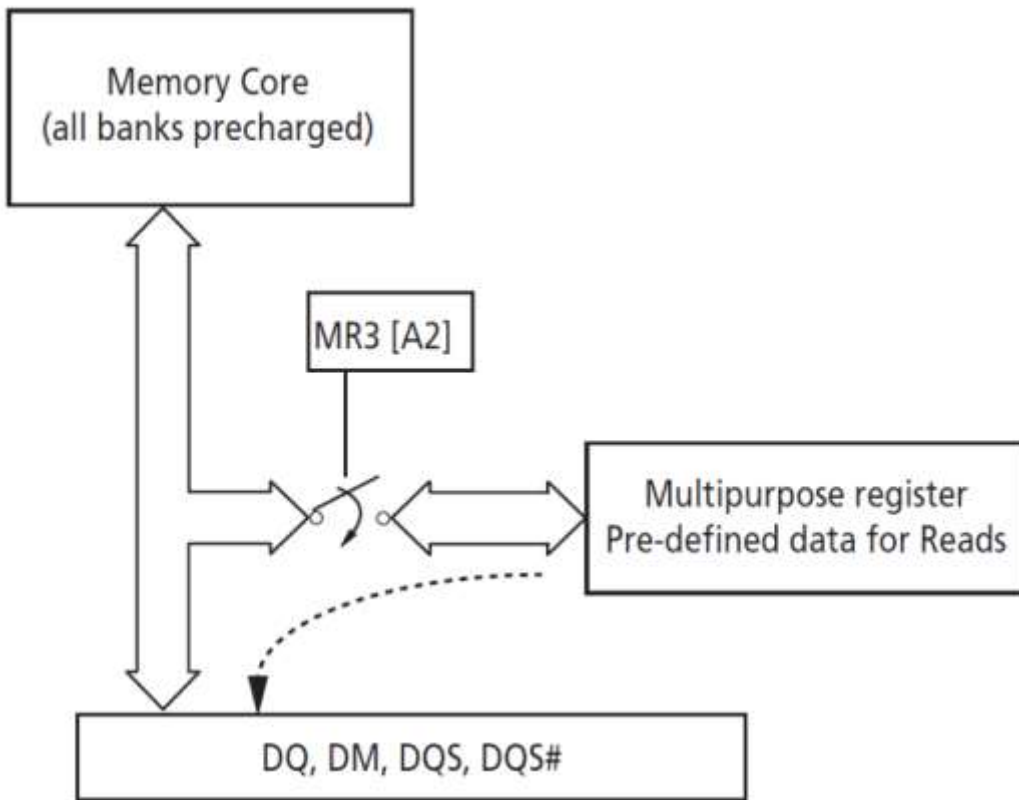 Memory Core
(all banks precharged)
MR3 [A2]
Multipurpose register
Pre-defined data for Reads
DQ, DM, DQS, DQS#